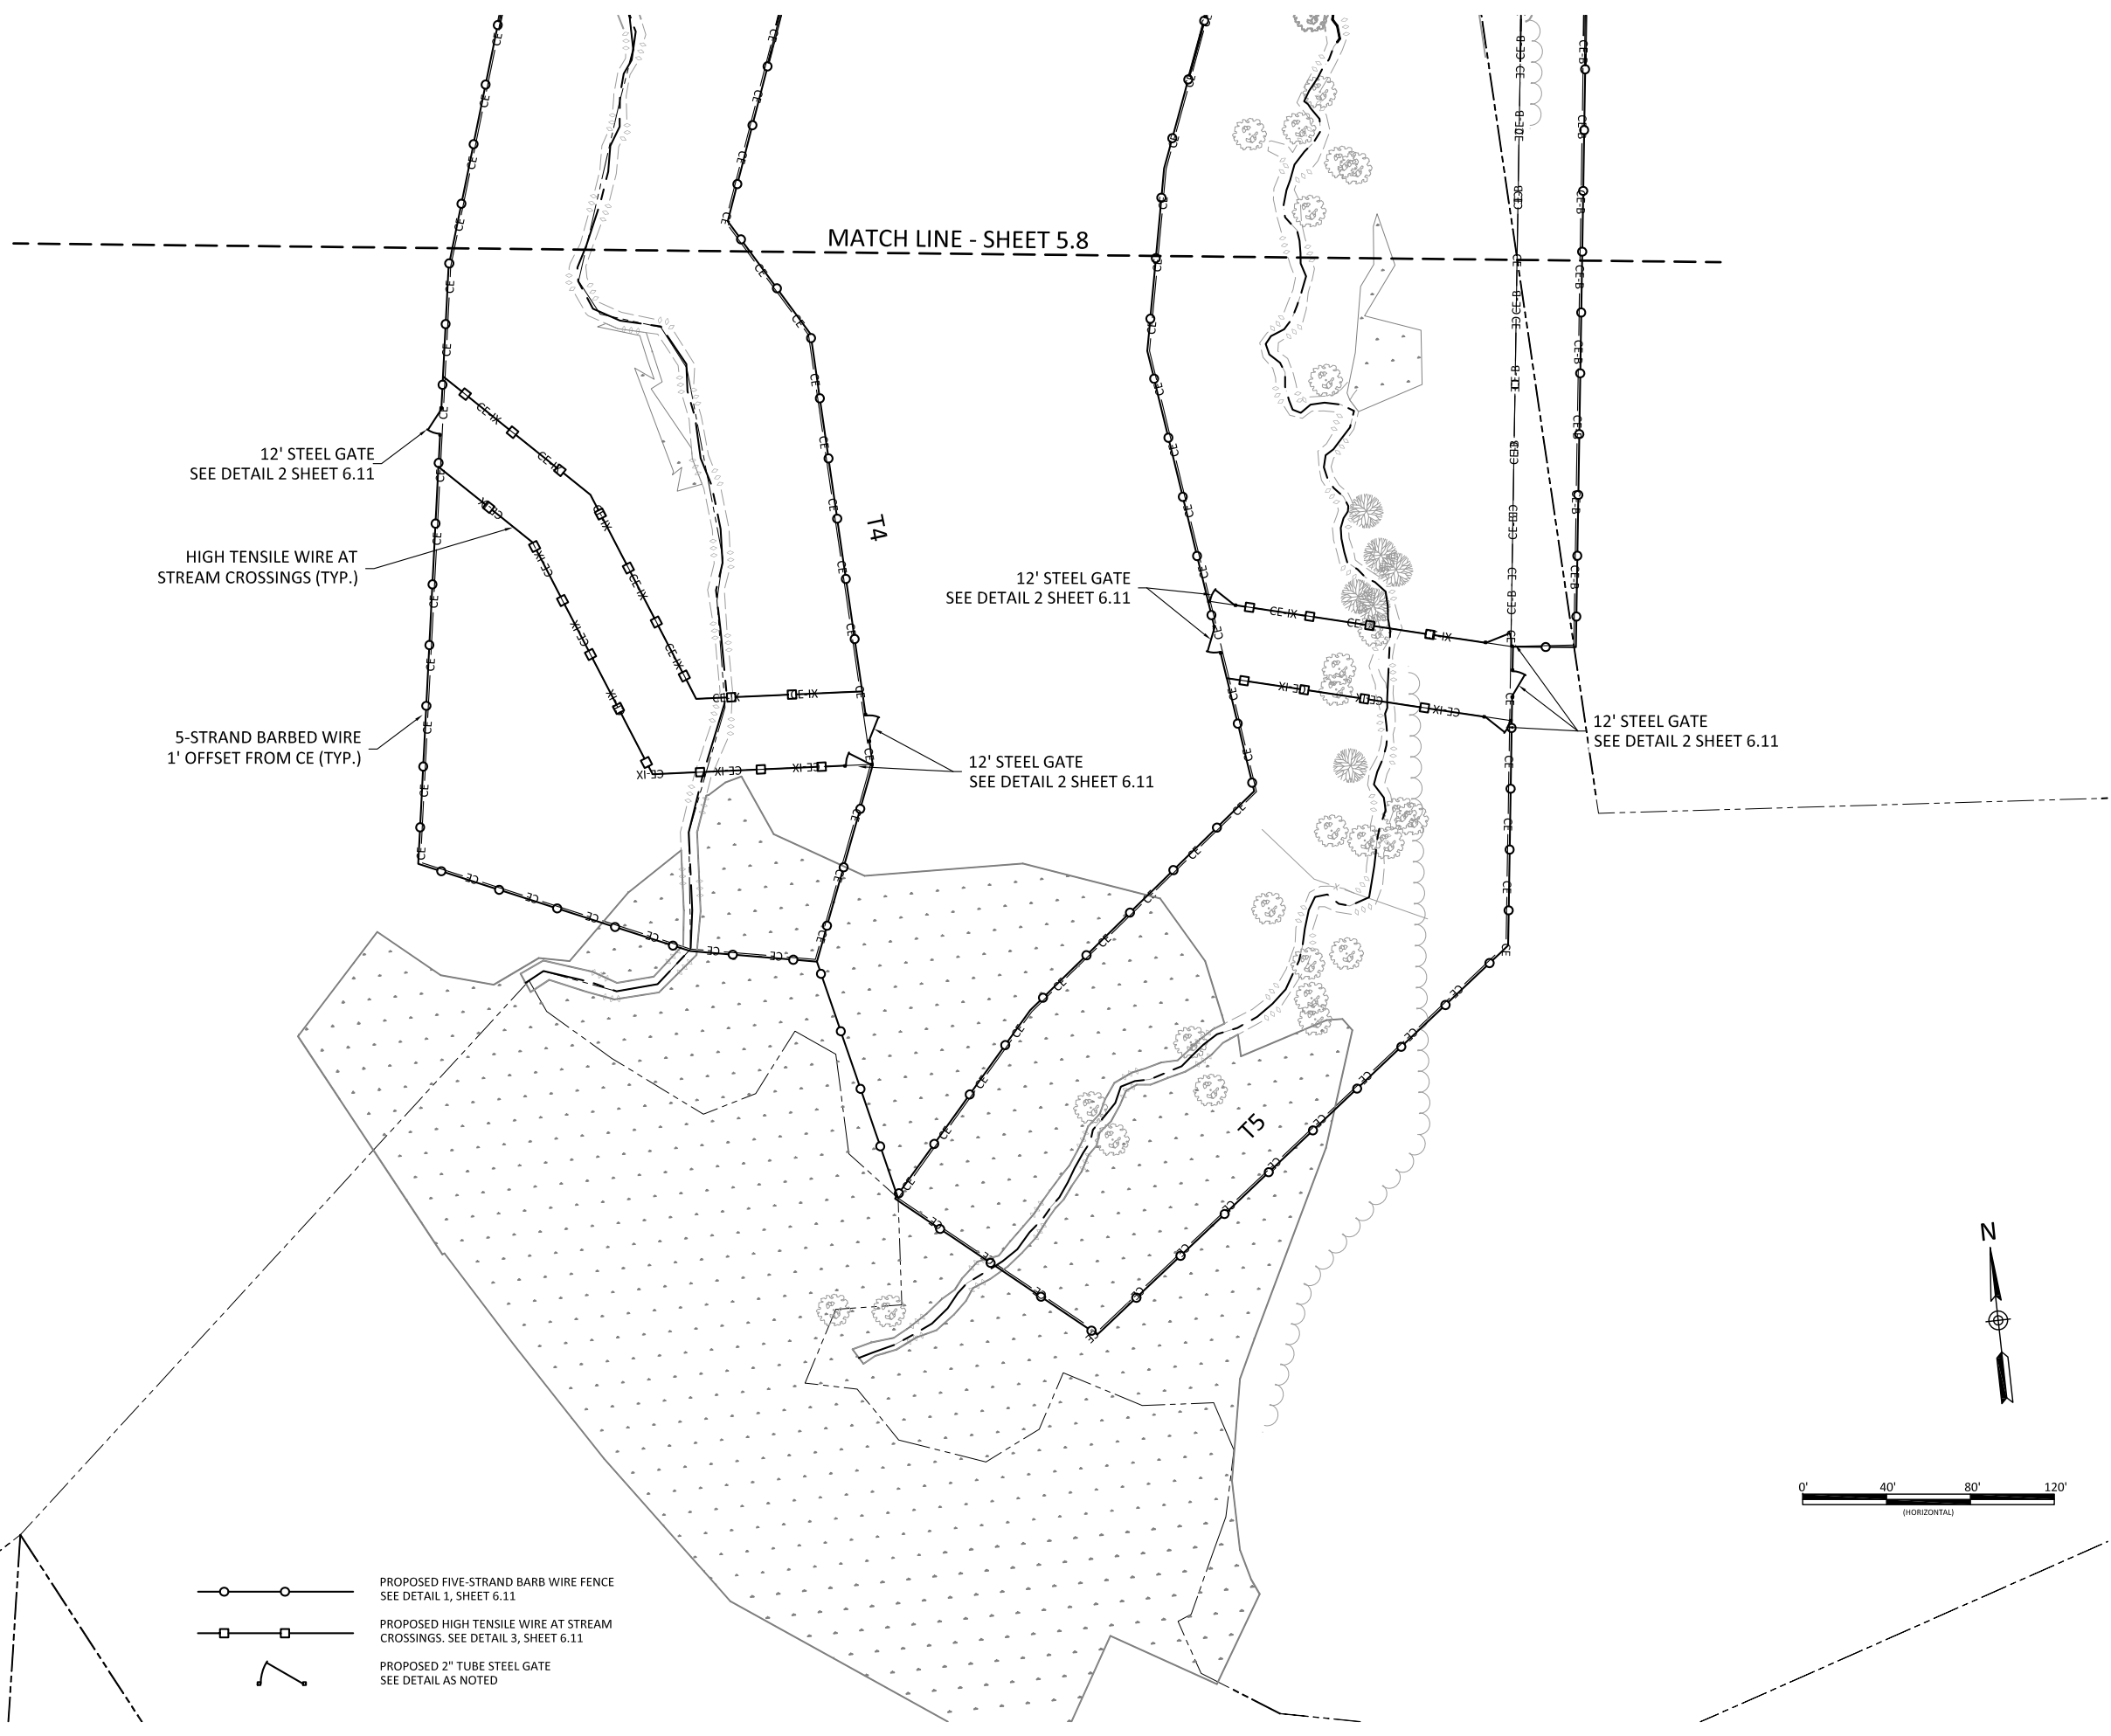 MATCH LINE - SHEET 5.8
12' STEEL GATE
SEE DETAIL 2 SHEET 6.11
HIGH TENSILE WIRE AT
STREAM CROSSINGS (TYP.)
T4
12' STEEL GATE
SEE DETAIL 2 SHEET 6.11
5-STRAND BARBED WIRE
1' OFFSET FROM CE (TYP.)
12' STEEL GATE
SEE DETAIL 2 SHEET 6.11
12' STEEL GATE
SEE DETAIL 2 SHEET 6.11
CE
CE-IX
CE-B
T5
N
0' 40' 80' 120'
(HORIZONTAL)
PROPOSED FIVE-STRAND BARB WIRE FENCE
SEE DETAIL 1, SHEET 6.11
PROPOSED HIGH TENSILE WIRE AT STREAM
CROSSINGS. SEE DETAIL 3, SHEET 6.11
PROPOSED 2" TUBE STEEL GATE
SEE DETAIL AS NOTED